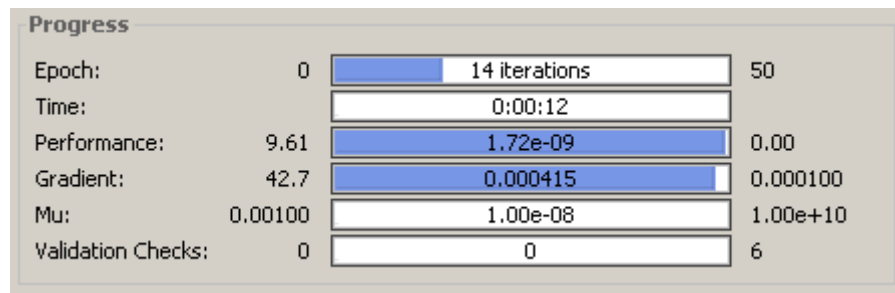 Progress
Epoch: 0 14 iterations 50
Time: 0:00:12
Performance: 9.61 1.72e-09 0.00
Gradient: 42.7 0.000415 0.000100
Mu: 0.00100 1.00e-08 1.00e+10
Validation Checks: 0 0 6